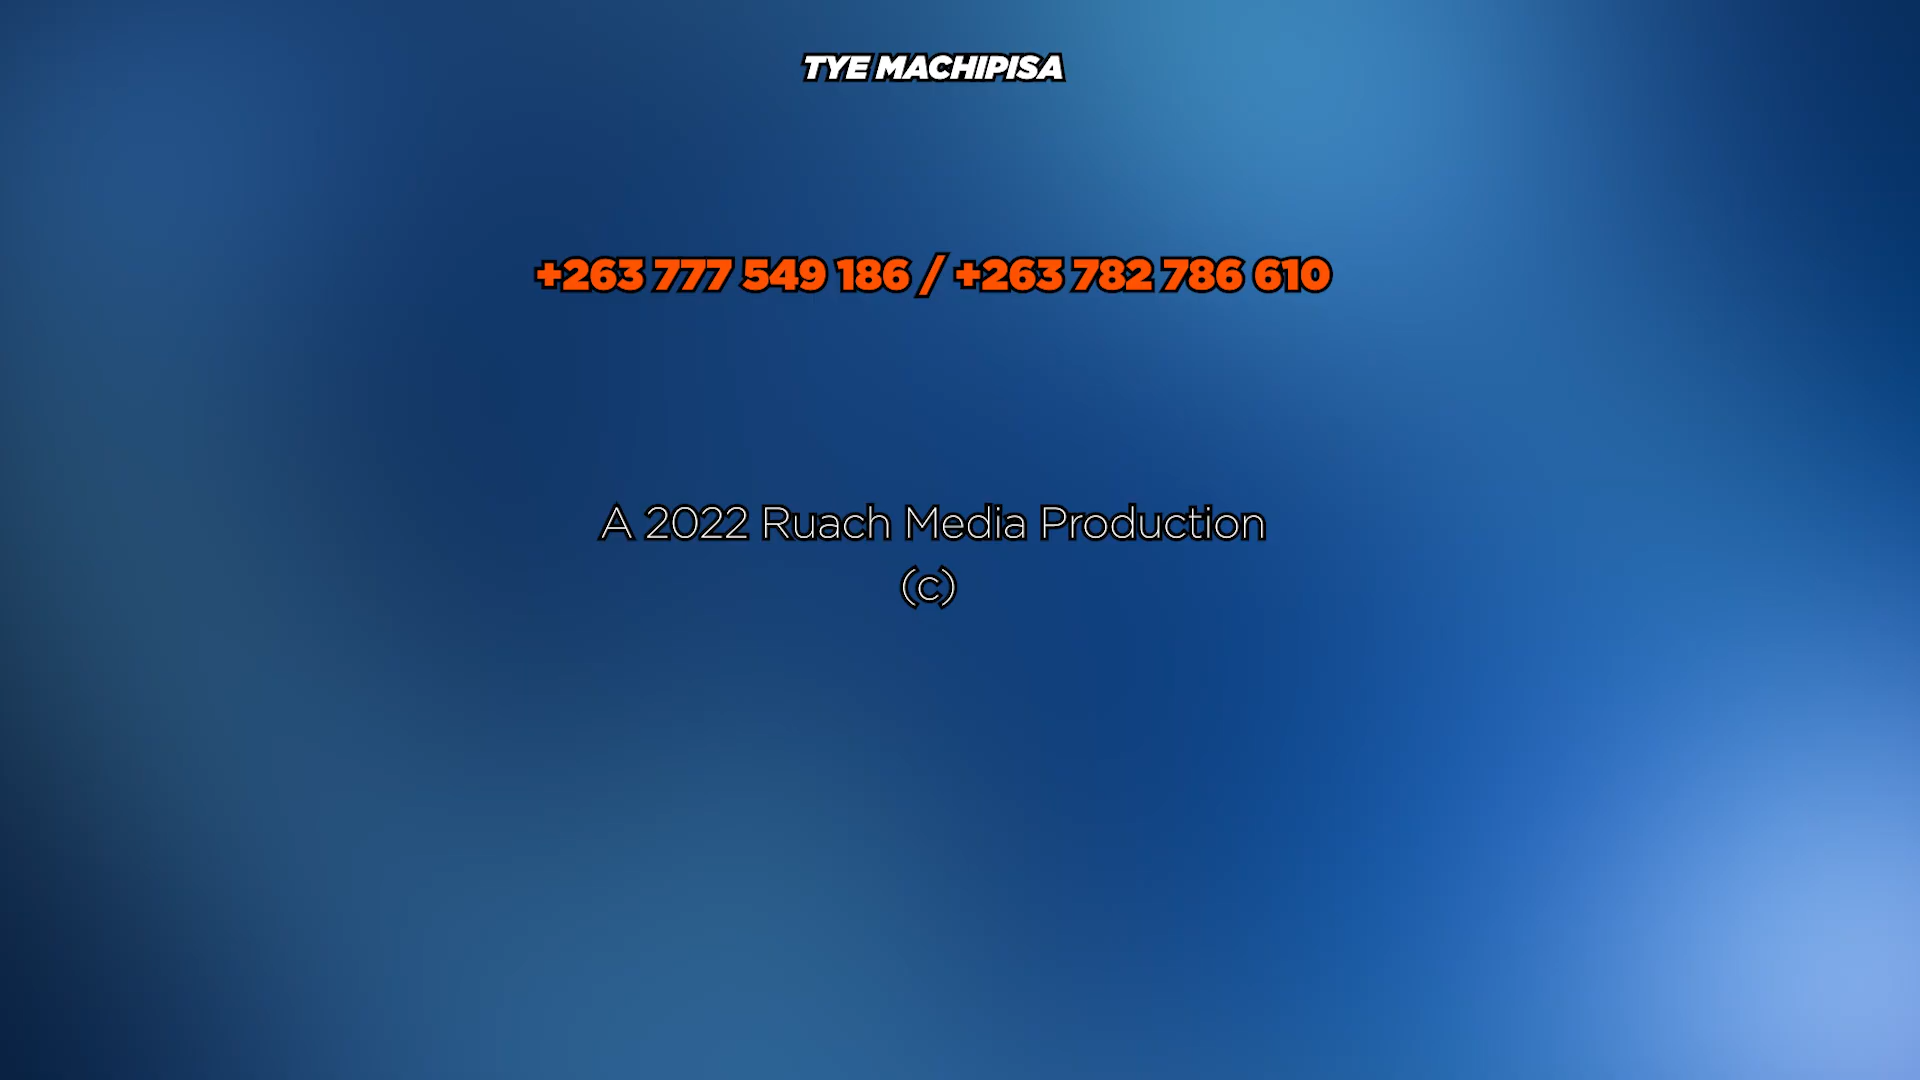 TYE MACHIPISA
+263 777 549 186 / +263 782 786 610
A 2022 Ruach Media Production
(c)